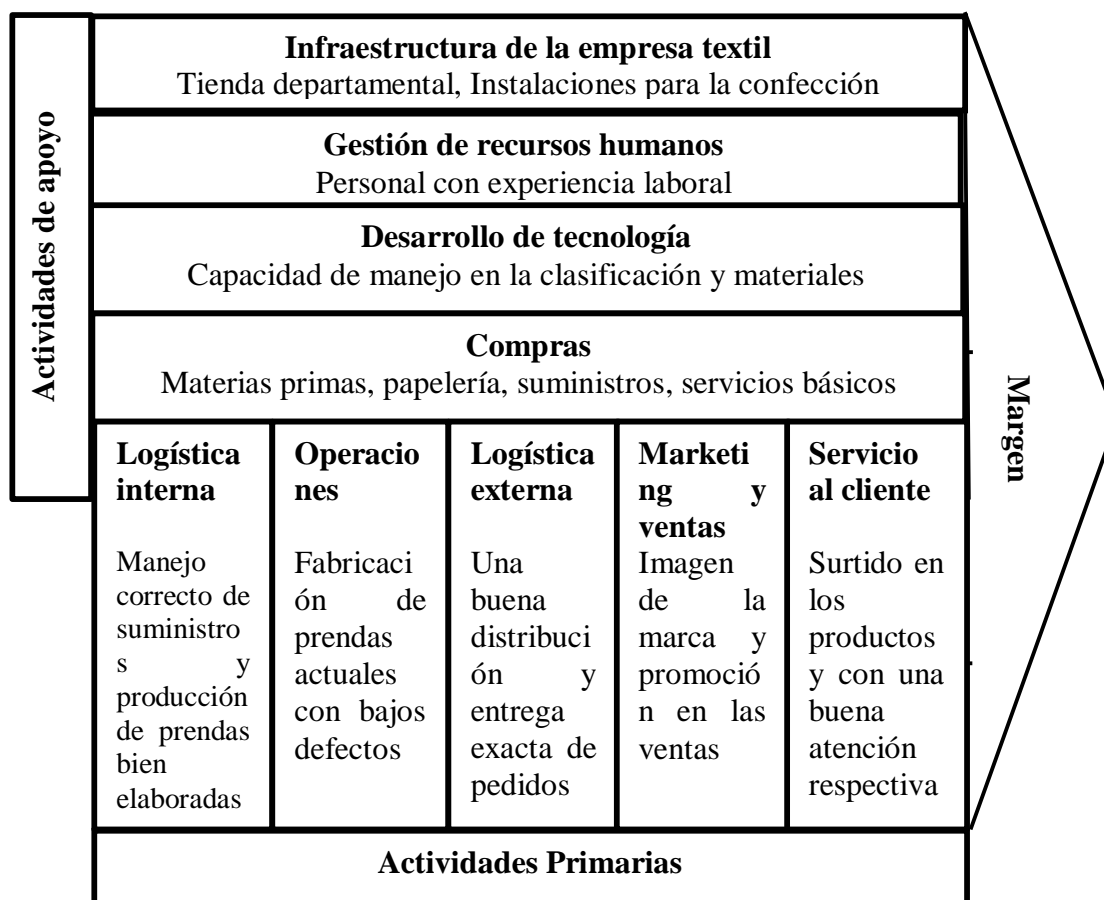 Actividades de apoyo
Infraestructura de la empresa textil
Tienda departamental, Instalaciones para la confección
Gestión de recursos humanos
Personal con experiencia laboral
Desarrollo de tecnología
Capacidad de manejo en la clasificación y materiales
Compras
Materias primas, papelería, suministros, servicios básicos
Logística
interna
Manejo
correcto de
suministro
s y
producción
de prendas
bien
elaboradas
Operacio
nes
Fabricaci
ón de
prendas
actuales
con bajos
defectos
Logística
externa
Una
buena
distribuci
ón y
entrega
exacta de
pedidos
Marketi
ng y
ventas
Imagen
de la
marca y
promoció
n en las
ventas
Servicio
al cliente
Surtido en
los
productos
y con una
buena
atención
respectiva
Margen
Actividades Primarias